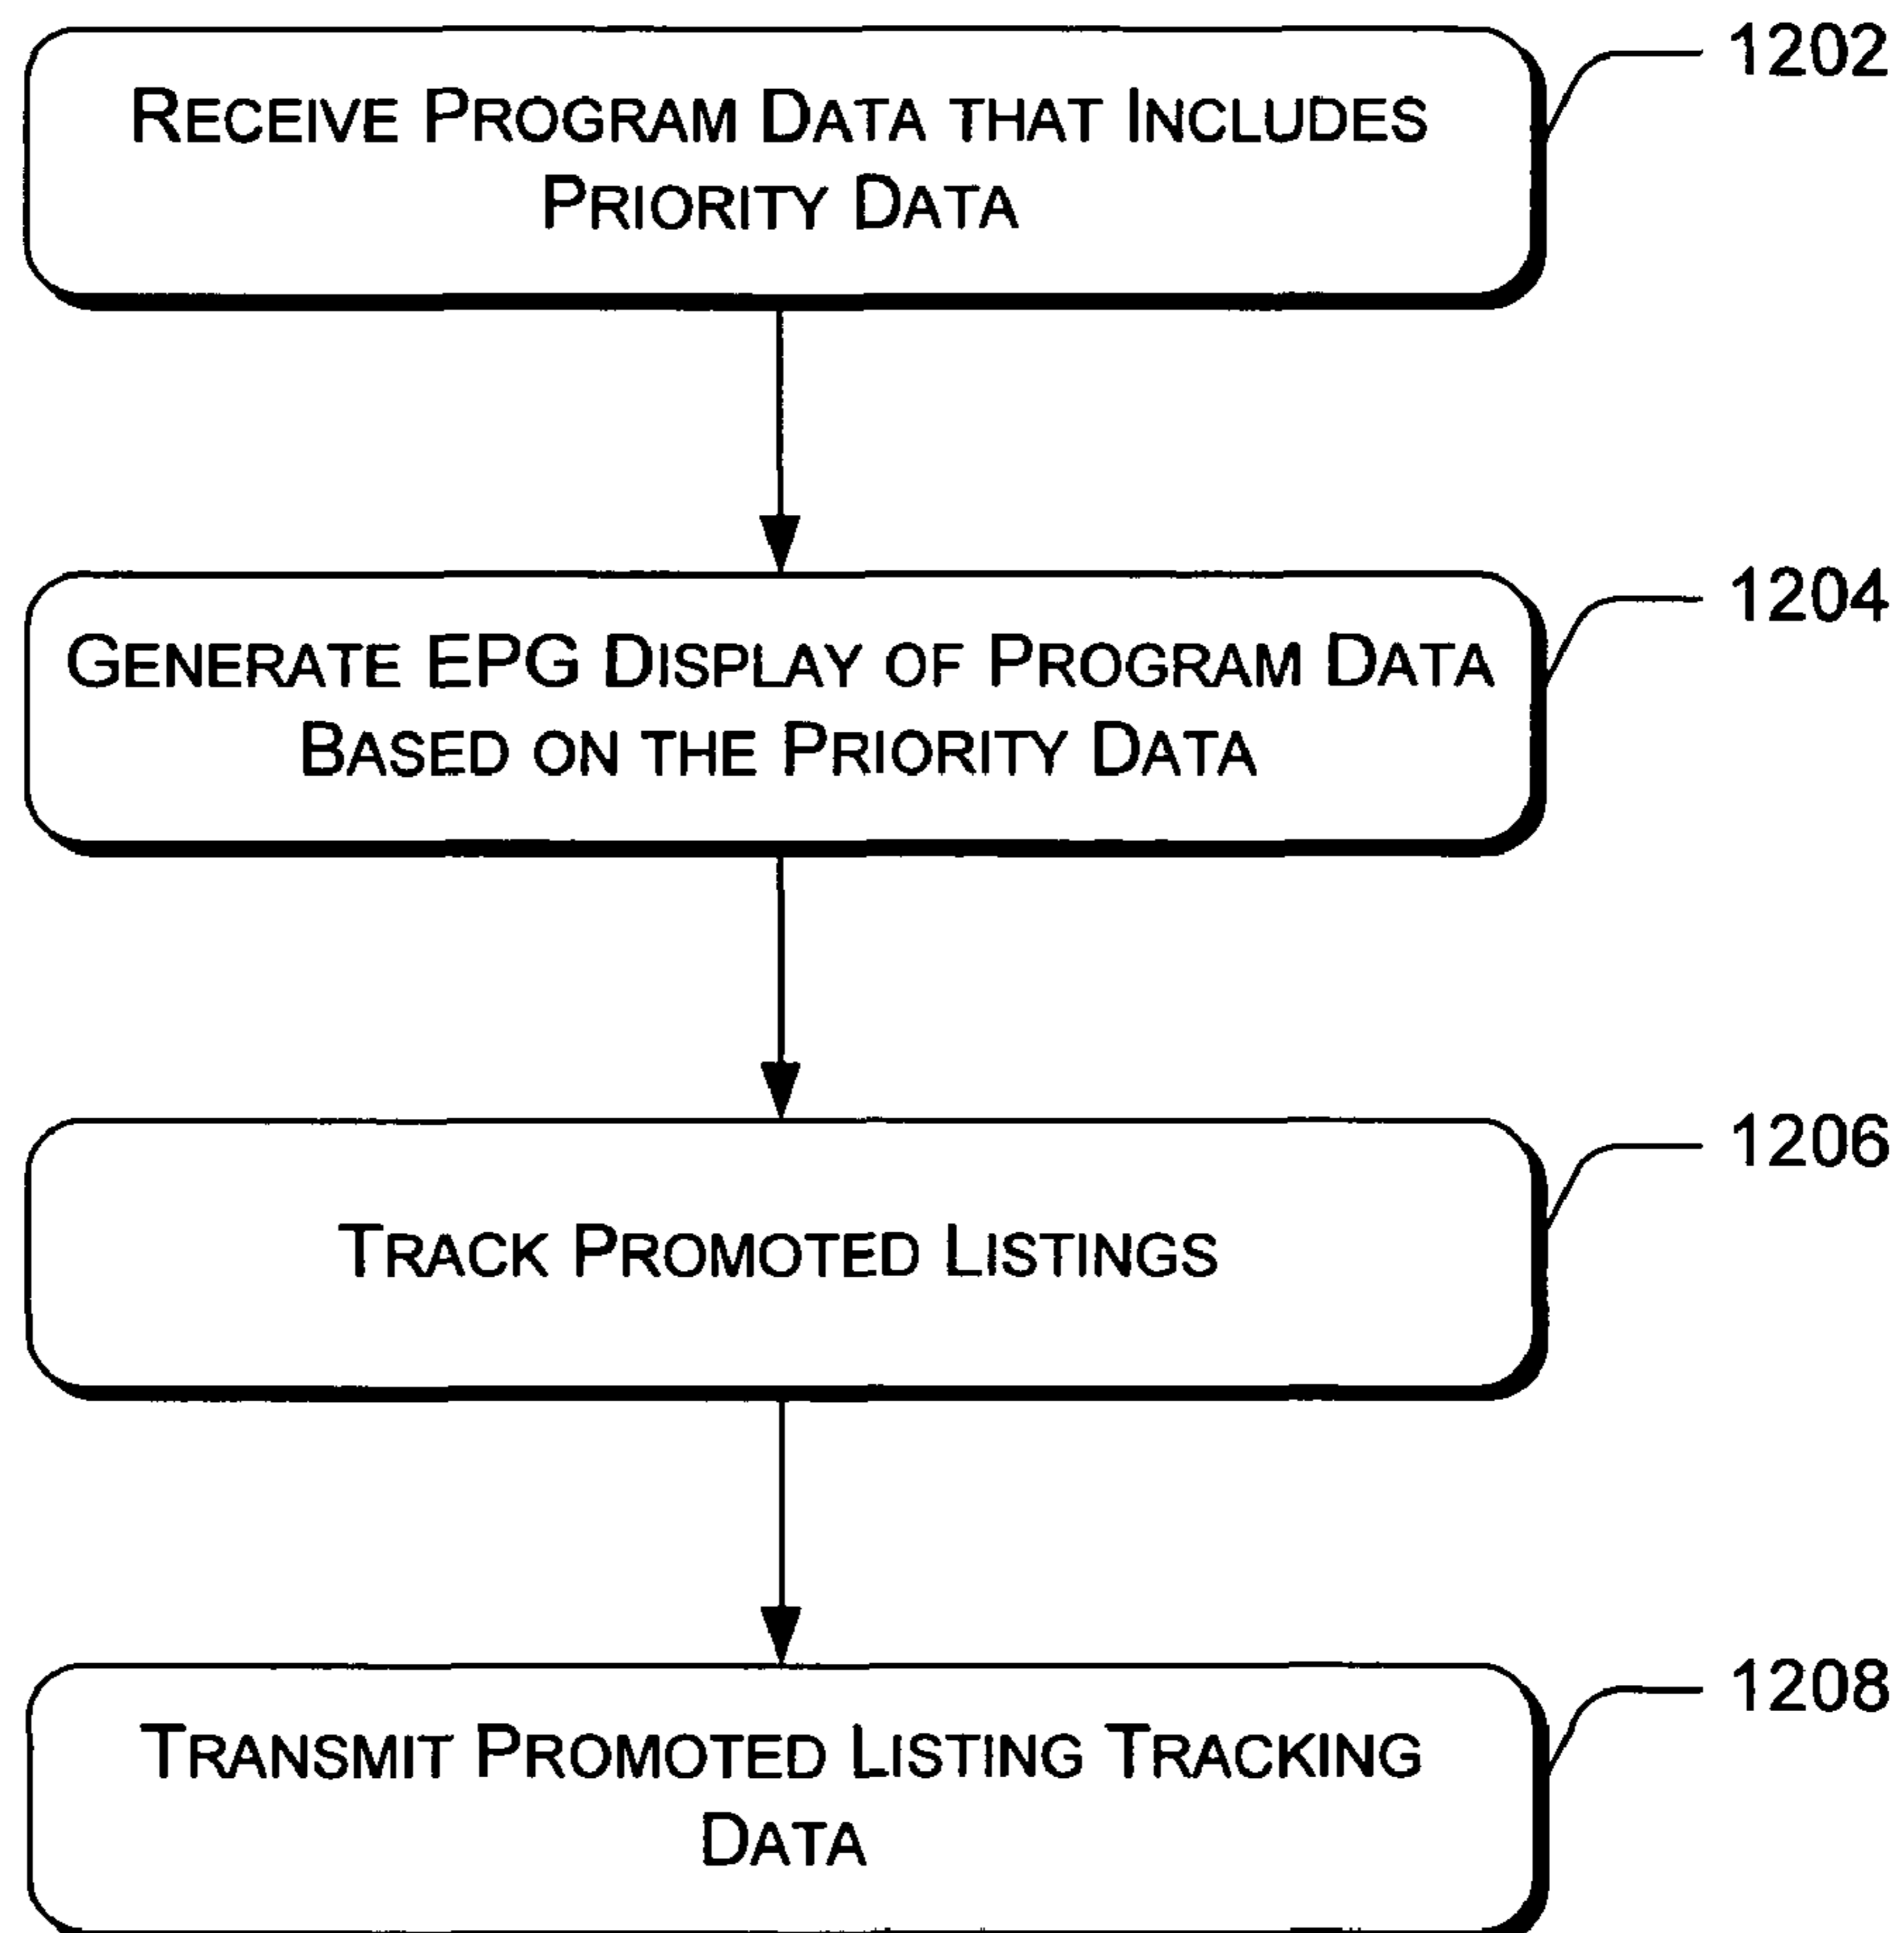 RECEIVE PROGRAM DATA THAT INCLUDES
PRIORITY DATA
1202
GENERATE EPG DISPLAY OF PROGRAM DATA
BASED ON THE PRIORITY DATA
1204
TRACK PROMOTED LISTINGS
1206
TRANSMIT PROMOTED LISTING TRACKING
DATA
1208